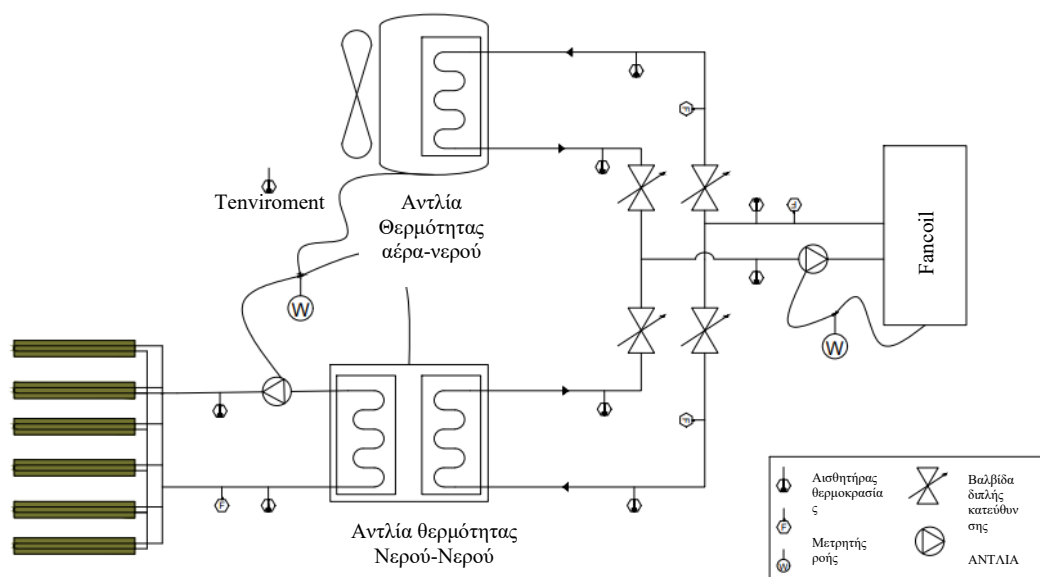 Tenviroment
Αντλία
Θερμότητας
αέρα-νερού
W
Fancoil
W
F
F
F
F
Αντλία θερμότητας
Νερού-Νερού
Αισθητήρας
θερμοκρασία
ς
Βαλβίδα
διπλής
κατεύθυν
σης
F
Μετρητής
ροής
W
ΑΝΤΛΙΑ